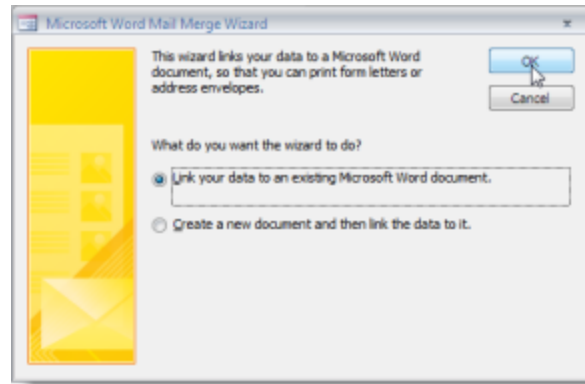 Microsoft Word Mail Merge Wizard
This wizard links your data to a Microsoft Word
document, so that you can print form letters or
address envelopes.
OK
Cancel
What do you want the wizard to do?
Link your data to an existing Microsoft Word document.
Create a new document and then link the data to it.